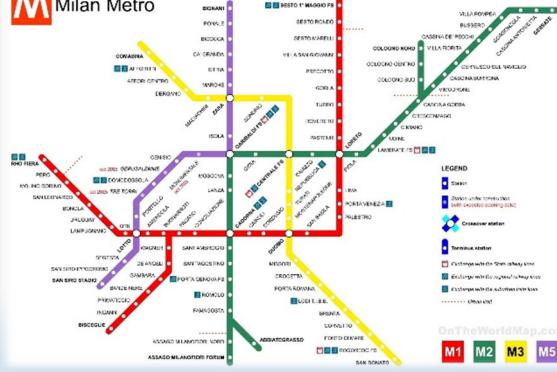 Milan Metro
BIGNAMI
PONALE
BICOCCA
CA' GRANDA
ISTRIA
MARCHE
ZARA
ISOLA
GARIBALDI FS
SESTO 1° MAGGIO FS
SESTO RONDO
SESTO MARELLI
VILLA SAN GIOVANNI
PRECOTTO
GORLA
TURRO
ROVERETO
PASTEUR
LORETO
COMASINA
AFFORI FN
AFFORI CENTRO
DERGANO
MACIACHINI
SONDRIO
VILLA POMPEA
BUSSERO
CASSINA DE' PECCHI
VILLA FIORITA
GORGONZOLA
CASCINA ANTONIETTA
GESSATE
COLOGNO NORD
COLOGNO CENTRO
COLOGNO SUD
CERNUSCO SUL NAVIGLIO
CASCINA BURRONA
VIMODRONE
CASCINA GOBBA
CRESCENZAGO
CIMIANO
UDINE
LAMBRATE FS
PIOLA
RHO FIERA
PERO
MOLINO DORINO
SAN LEONARDO
BONOLA
URUGUAY
LAMPUGNANO
QT8
LOTTO
CENISIO
GERUSALEMME
DOMODOSSOLA
TRE TORRI
PORTELLO
MONUMENTALE
AMENDOLA
BUONARROTI
PAGANO
CONCILIAZIONE
MOSCOVA
LANZA
CADORNA
CAIROLI
CORDUSIO
DUOMO
GIOIA
CENTRALE FS
REPUBBLICA
TURATI
MONTENAPOLEONE
SAN BABILA
LIMA
PORTA VENEZIA
PALESTRO
SEGESTA
SAN SIRO IPPODROMO
SAN SIRO STADIO
WAGNER
DE ANGELI
GAMBARA
BANDE NERE
PRIMATICCIO
INGANNI
BISCEGLIE
SANT'AMBROGIO
SANT'AGOSTINO
PORTA GENOVA FS
ROMOLO
FAMAGOSTA
ASSAGO MILANOFIORI NORD
ASSAGO MILANOFIORI FORUM
ABBIATEGRASSO
MISSORI
CROCETTA
PORTA ROMANA
LODI T.I.B.B.
BRENTA
CORVETTO
PORTO DI MARE
ROGOREDO FS
SAN DONATO
LEGEND
Station
Station under construction
(with expected opening date)
Crossover station
Terminus station
Exchange with the State railway lines
Exchange with the regional railway lines
Exchange with the suburban train lines
Urban limit
OnTheWorldMap.com
M1 M2 M3 M5